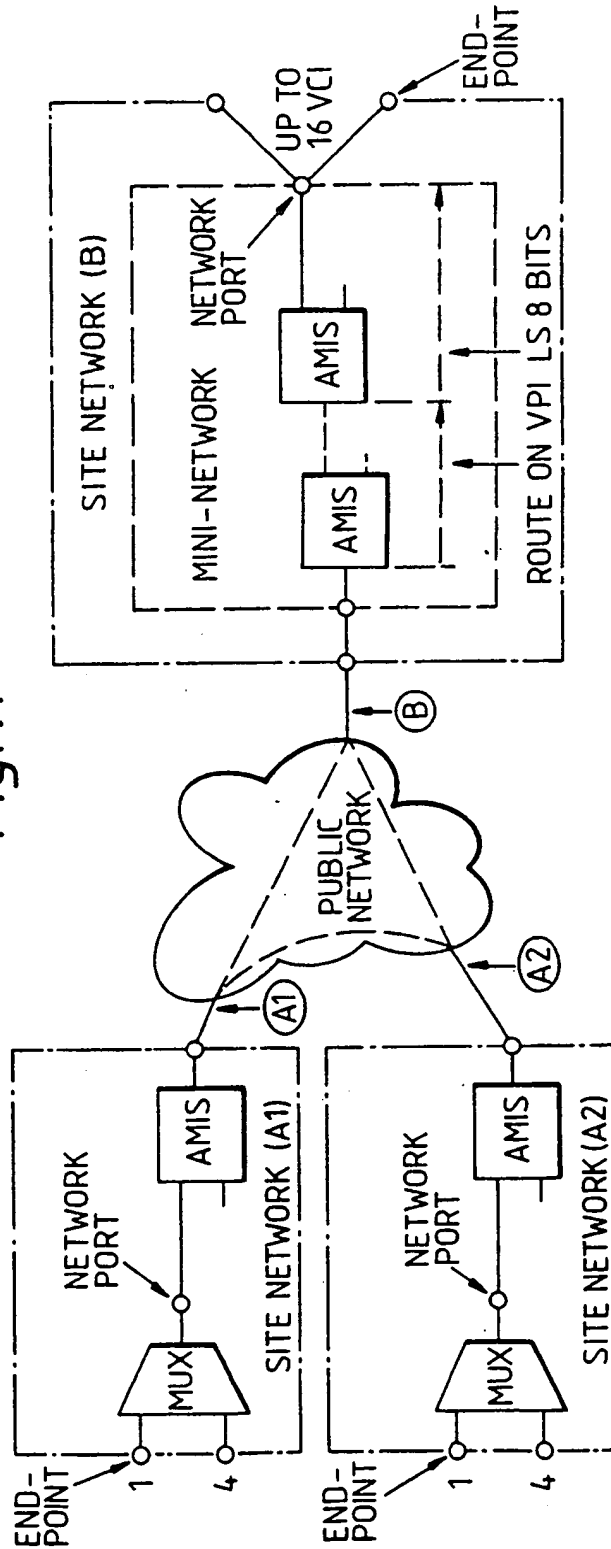 END-
POINT
1
4
MUX
NETWORK
PORT
AMIS
SITE NETWORK (A1)
A1
END-
POINT
1
4
MUX
NETWORK
PORT
AMIS
SITE NETWORK (A2)
A2
PUBLIC
NETWORK
B
SITE NETWORK (B)
MINI-NETWORK
NETWORK
PORT
AMIS
AMIS
UP TO
16 VCI
END-
POINT
ROUTE ON VPI LS 8 BITS